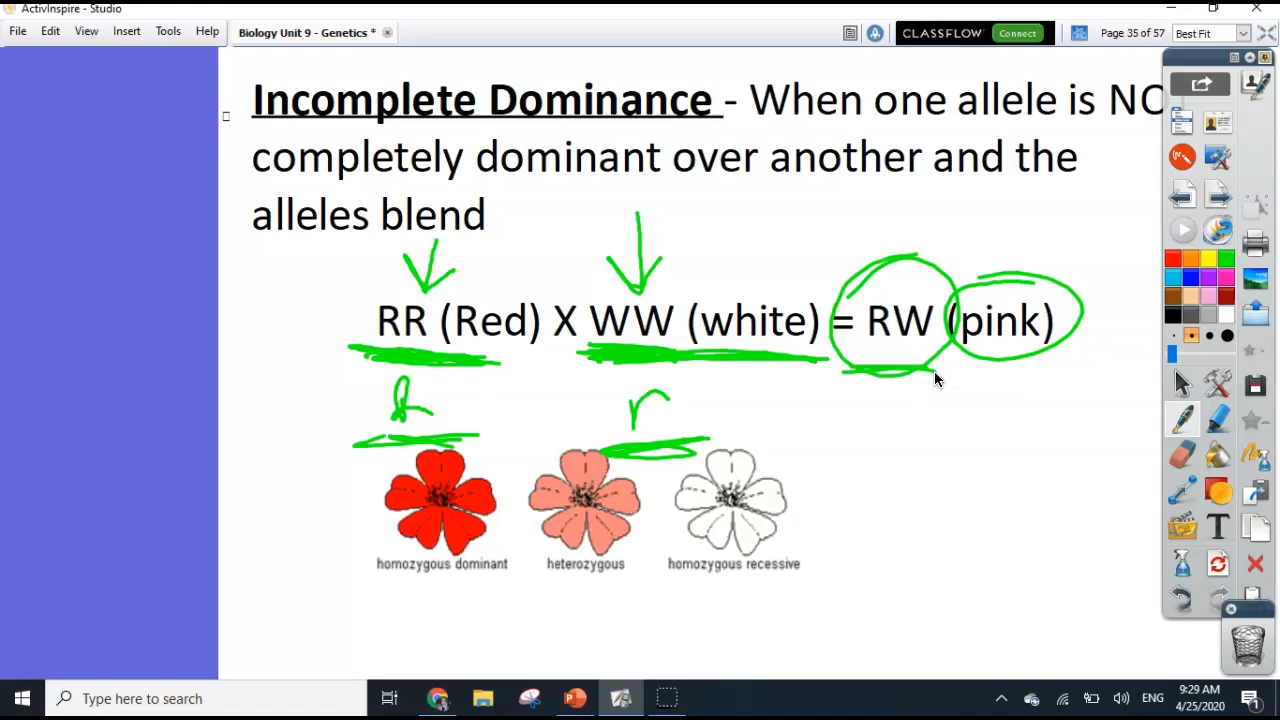 ActivInspire - Studio
File Edit View Insert Tools Help
Biology Unit 9 - Genetics *
CLASSFLOW Connect
Page 35 of 57
Best Fit
Incomplete Dominance - When one allele is NO
completely dominant over another and the
alleles blend
RR (Red) X WW (white) = RW (pink)
r
homozygous dominant heterozygous homozygous recessive
Type here to search
ENG
9:29 AM
4/25/2020
1